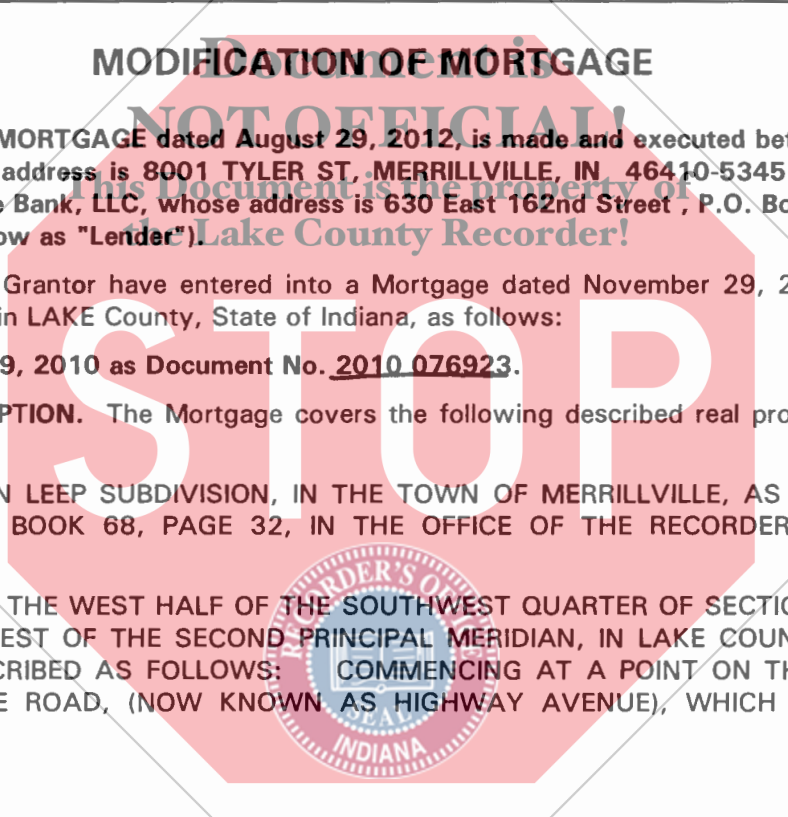 MODIFICATION OF MORTGAGE
Document is
NOT OFFICIAL!
MORTGAGE dated August 29, 2012, is made and executed bet
address is 8001 TYLER ST, MERRILLVILLE, IN 46410-5345
This Document is the property of
e Bank, LLC, whose address is 630 East 162nd Street , P.O. Bo
the Lake County Recorder!
ow as "Lender").
Grantor have entered into a Mortgage dated November 29, 2
in LAKE County, State of Indiana, as follows:
9, 2010 as Document No. 2010 076923.
PTION. The Mortgage covers the following described real pro
STOP
N LEEP SUBDIVISION, IN THE TOWN OF MERRILLVILLE, AS
BOOK 68, PAGE 32, IN THE OFFICE OF THE RECORDER
RECORDER'S OFFICE
THE WEST HALF OF THE SOUTHWEST QUARTER OF SECTIO
EST OF THE SECOND PRINCIPAL MERIDIAN, IN LAKE COUN
CRIBED AS FOLLOWS: COMMENCING AT A POINT ON TH
E ROAD, (NOW KNOWN AS HIGHWAY AVENUE), WHICH
SEAL
INDIANA